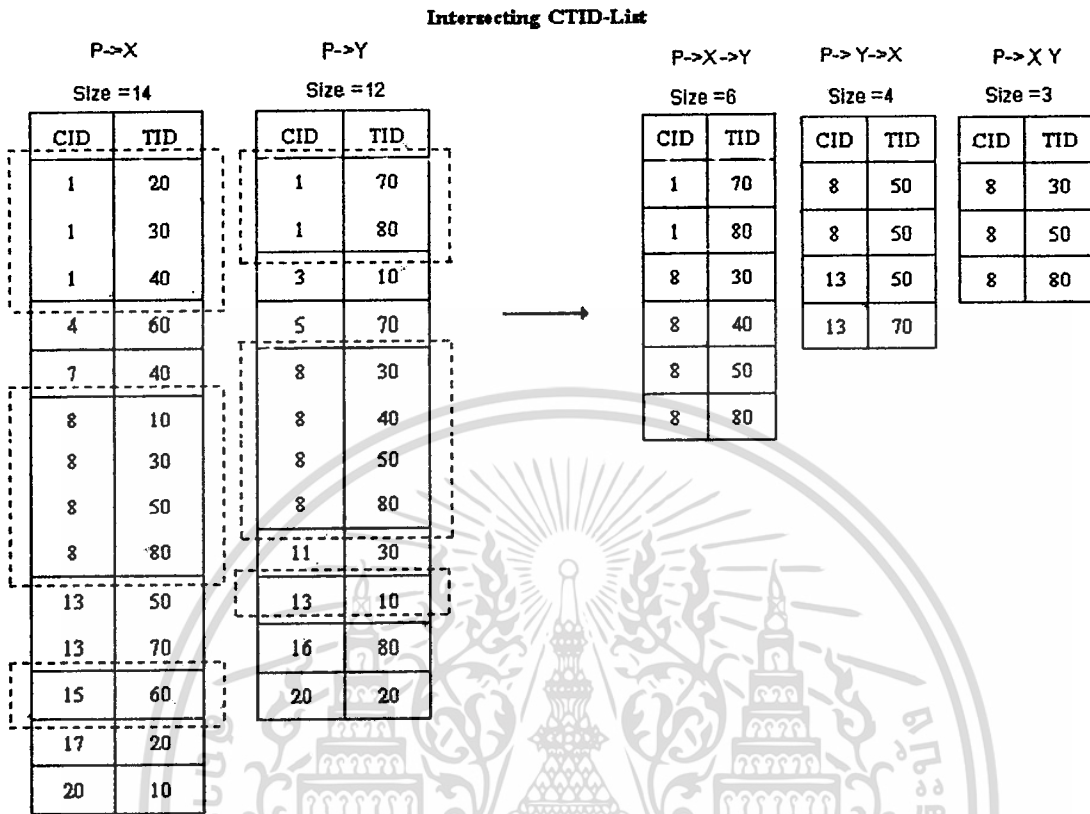 Intersecting CTID-List
P->X
Size =14
CID TID
1 20
1 30
1 40
4 60
7 40
8 10
8 30
8 50
8 80
13 50
13 70
15 60
17 20
20 10
P->Y
Size =12
CID TID
1 70
1 80
3 10
5 70
8 30
8 40
8 50
8 80
11 30
13 10
16 80
20 20
P->X->Y
Size =6
CID TID
1 70
1 80
8 30
8 40
8 50
8 80
P->Y->X
Size =4
CID TID
8 50
8 50
13 50
13 70
P->X Y
Size =3
CID TID
8 30
8 50
8 80